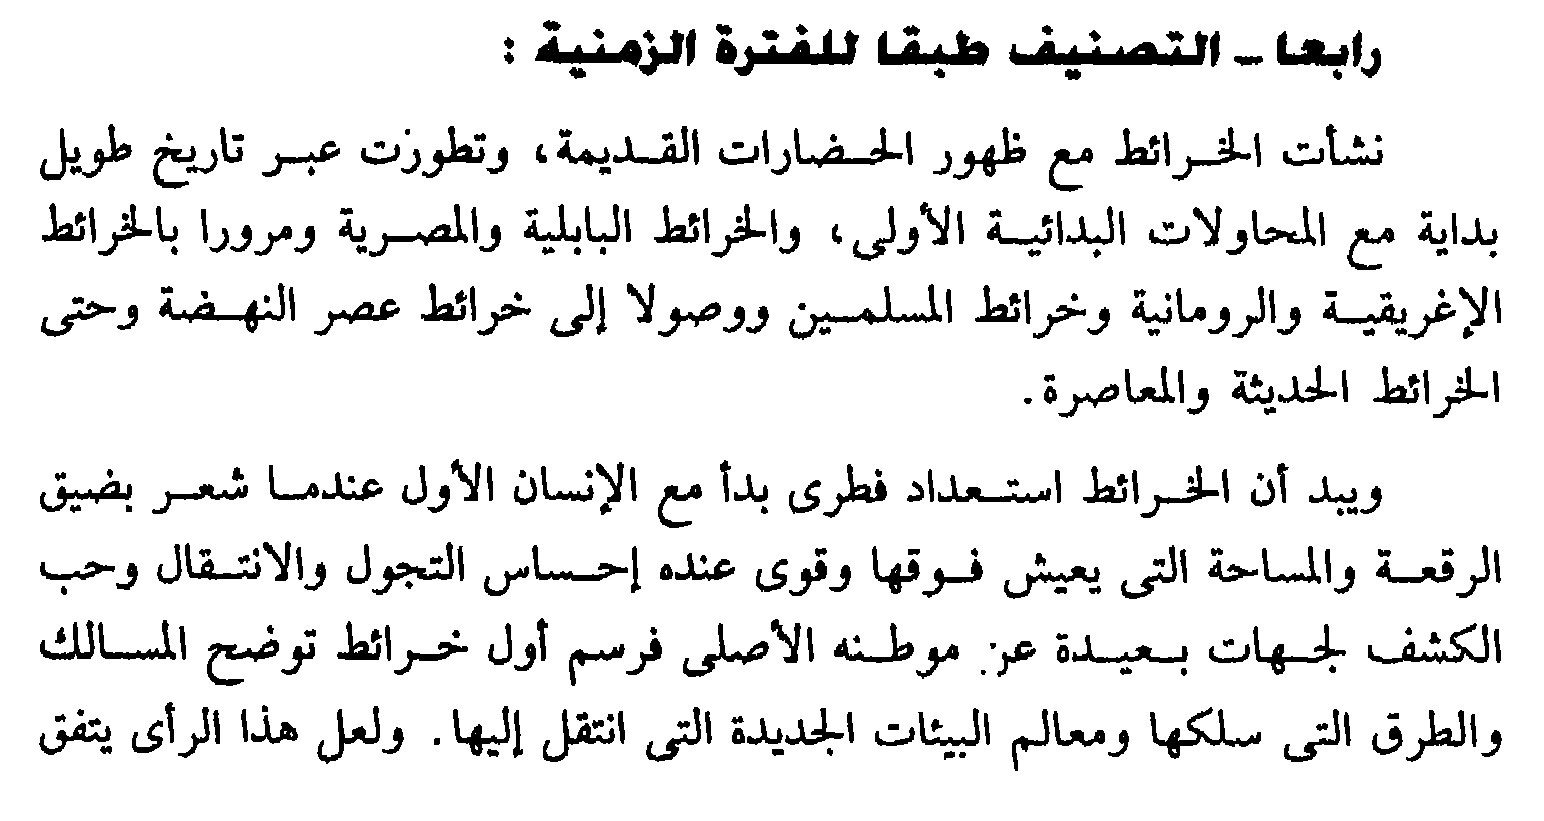 رابعا - التصنيف طبقا للفترة الزمنية :
نشأت الخرائط مع ظهور الحضارات القديمة، وتطورت عبر تاريخ طويل
بداية مع المحاولات البدائية الأولى، والخرائط البابلية والمصرية ومرورا بالخرائط
الإغريقية والرومانية وخرائط المسلمين ووصولا إلى خرائط عصر النهضة وحتى
الخرائط الحديثة والمعاصرة.
ويبد أن الخرائط استعداد فطرى بدأ مع الإنسان الأول عندما شعر بضيق
الرقعة والمساحة التى يعيش فوقها وقوى عنده إحساس التجول والانتقال وحب
الكشف لجهات بعيدة عن موطنه الأصلى فرسم أول خرائط توضح المسالك
والطرق التى سلكها ومعالم البيئات الجديدة التى انتقل إليها. ولعل هذا الرأى يتفق